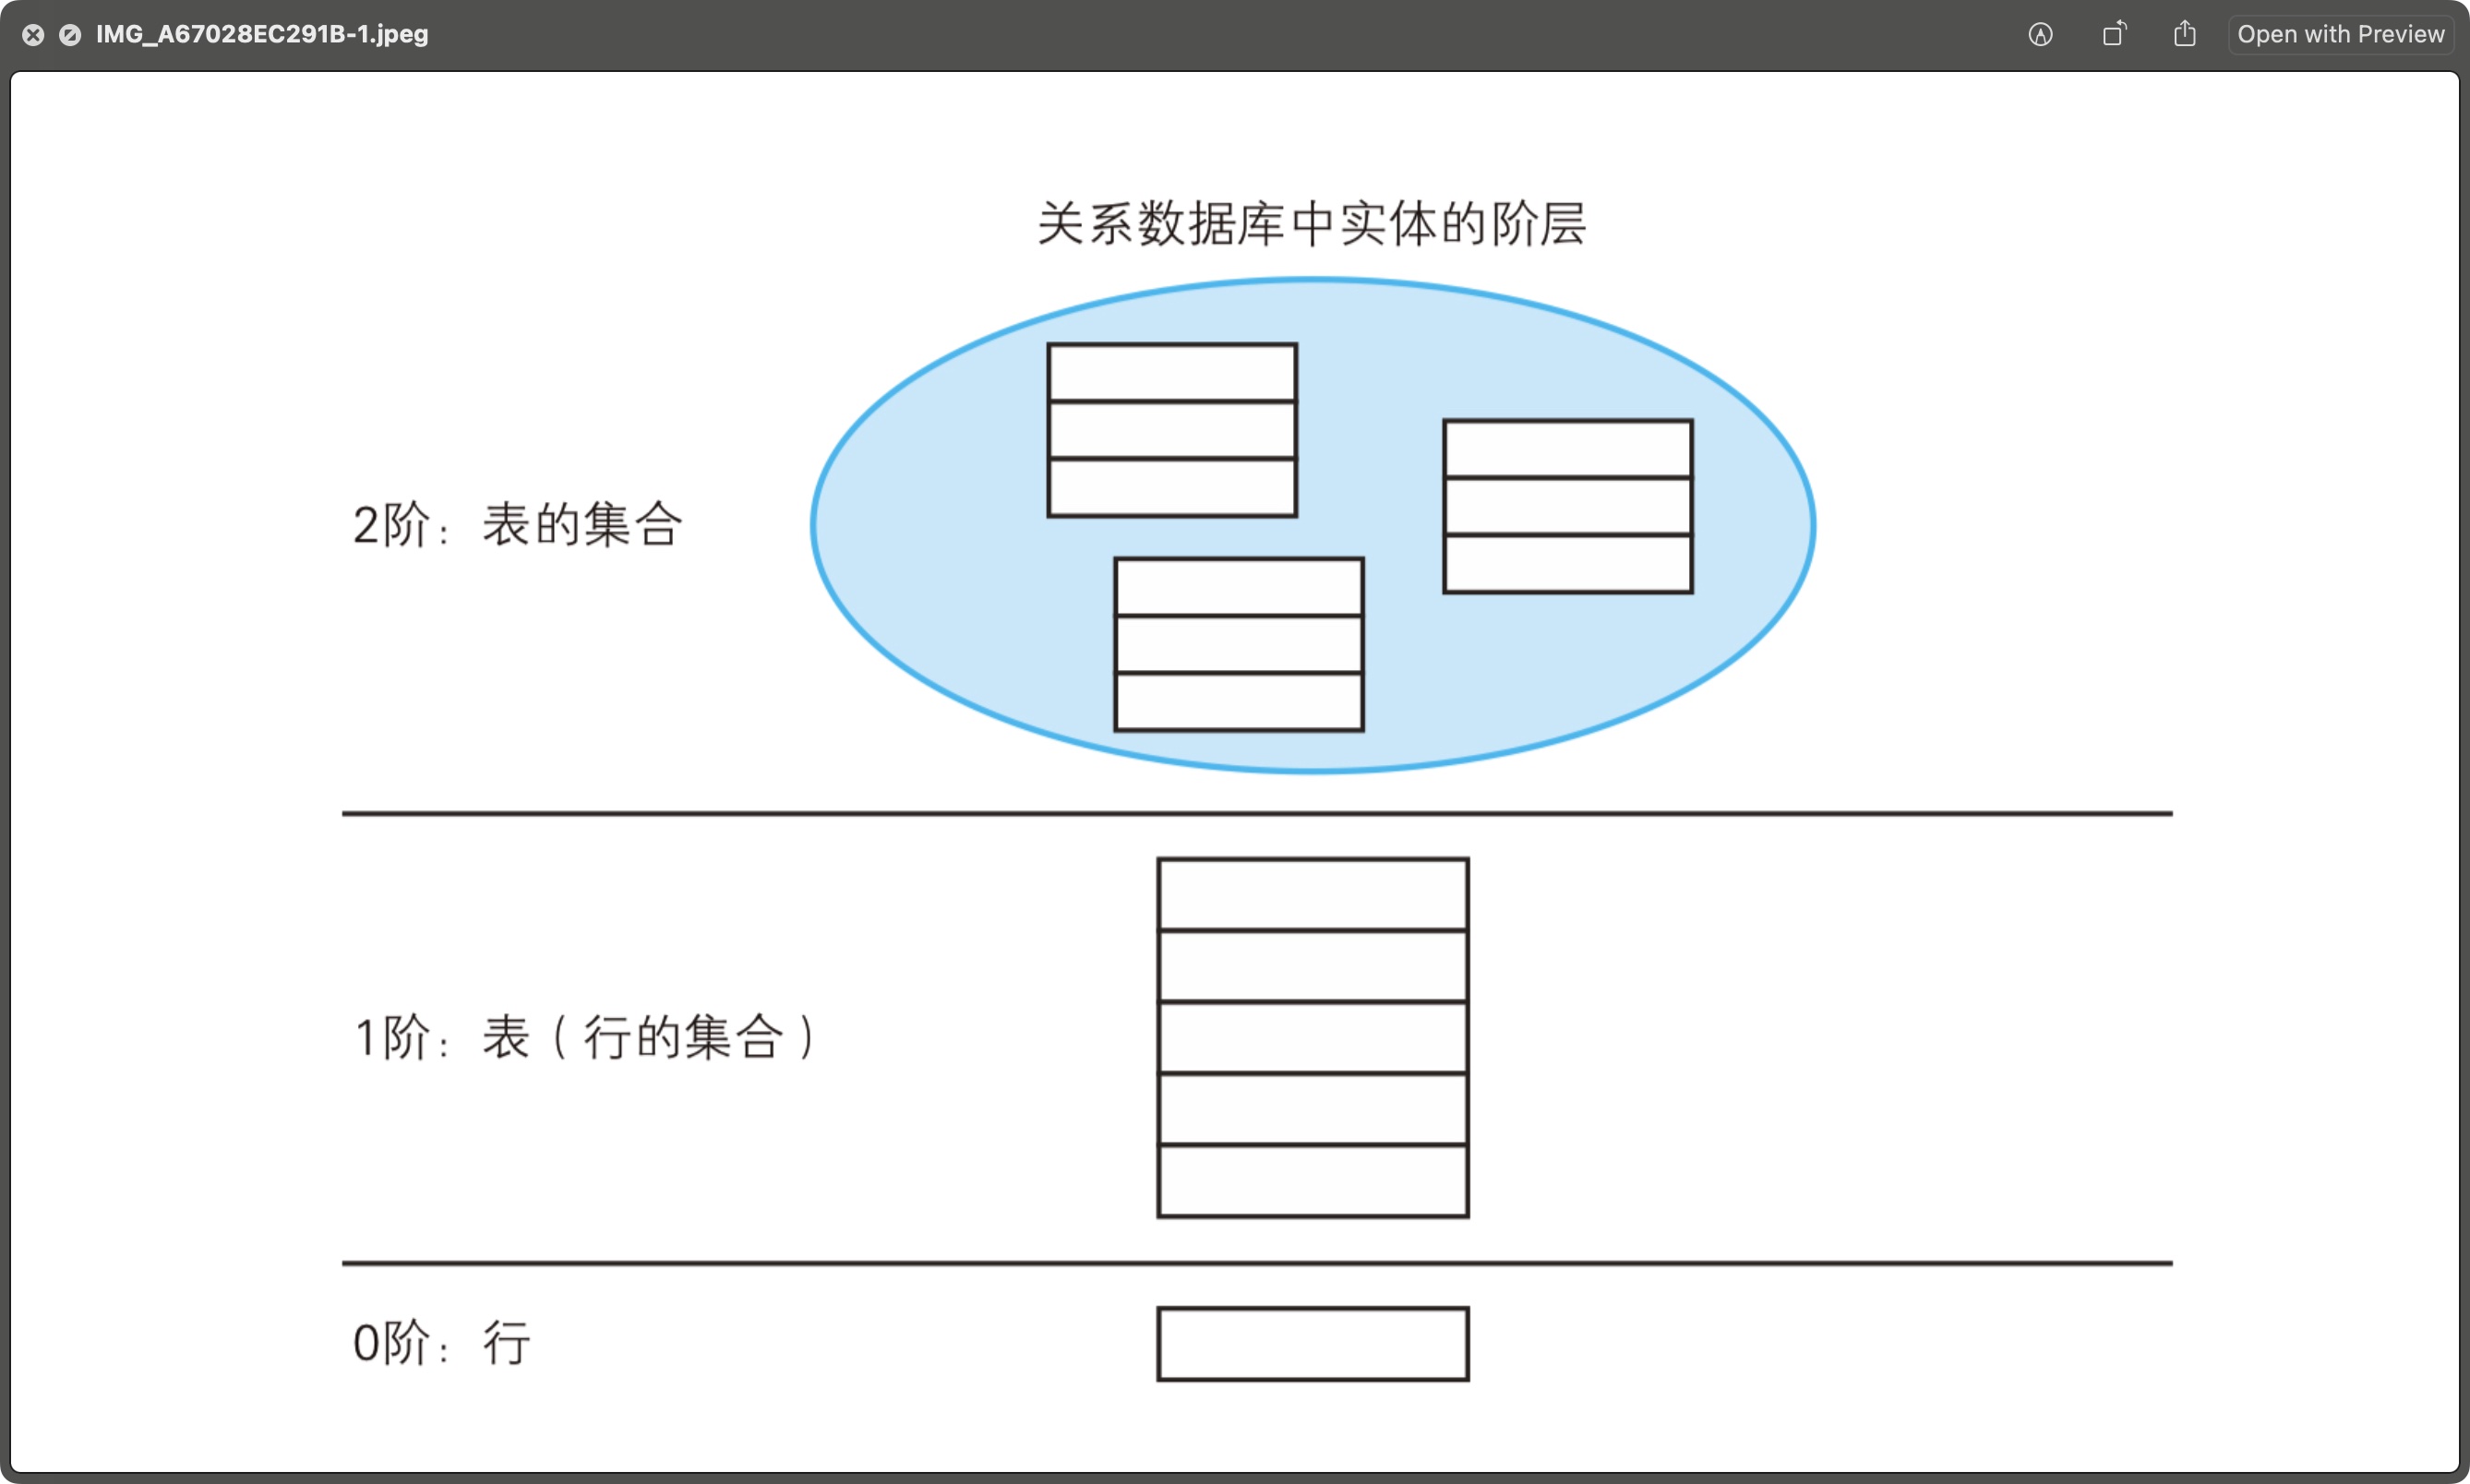 IMG_A67028EC291B-1.jpeg
Open with Preview
关系数据库中实体的阶层
2阶：表的集合
1阶：表（行的集合）
0阶：行